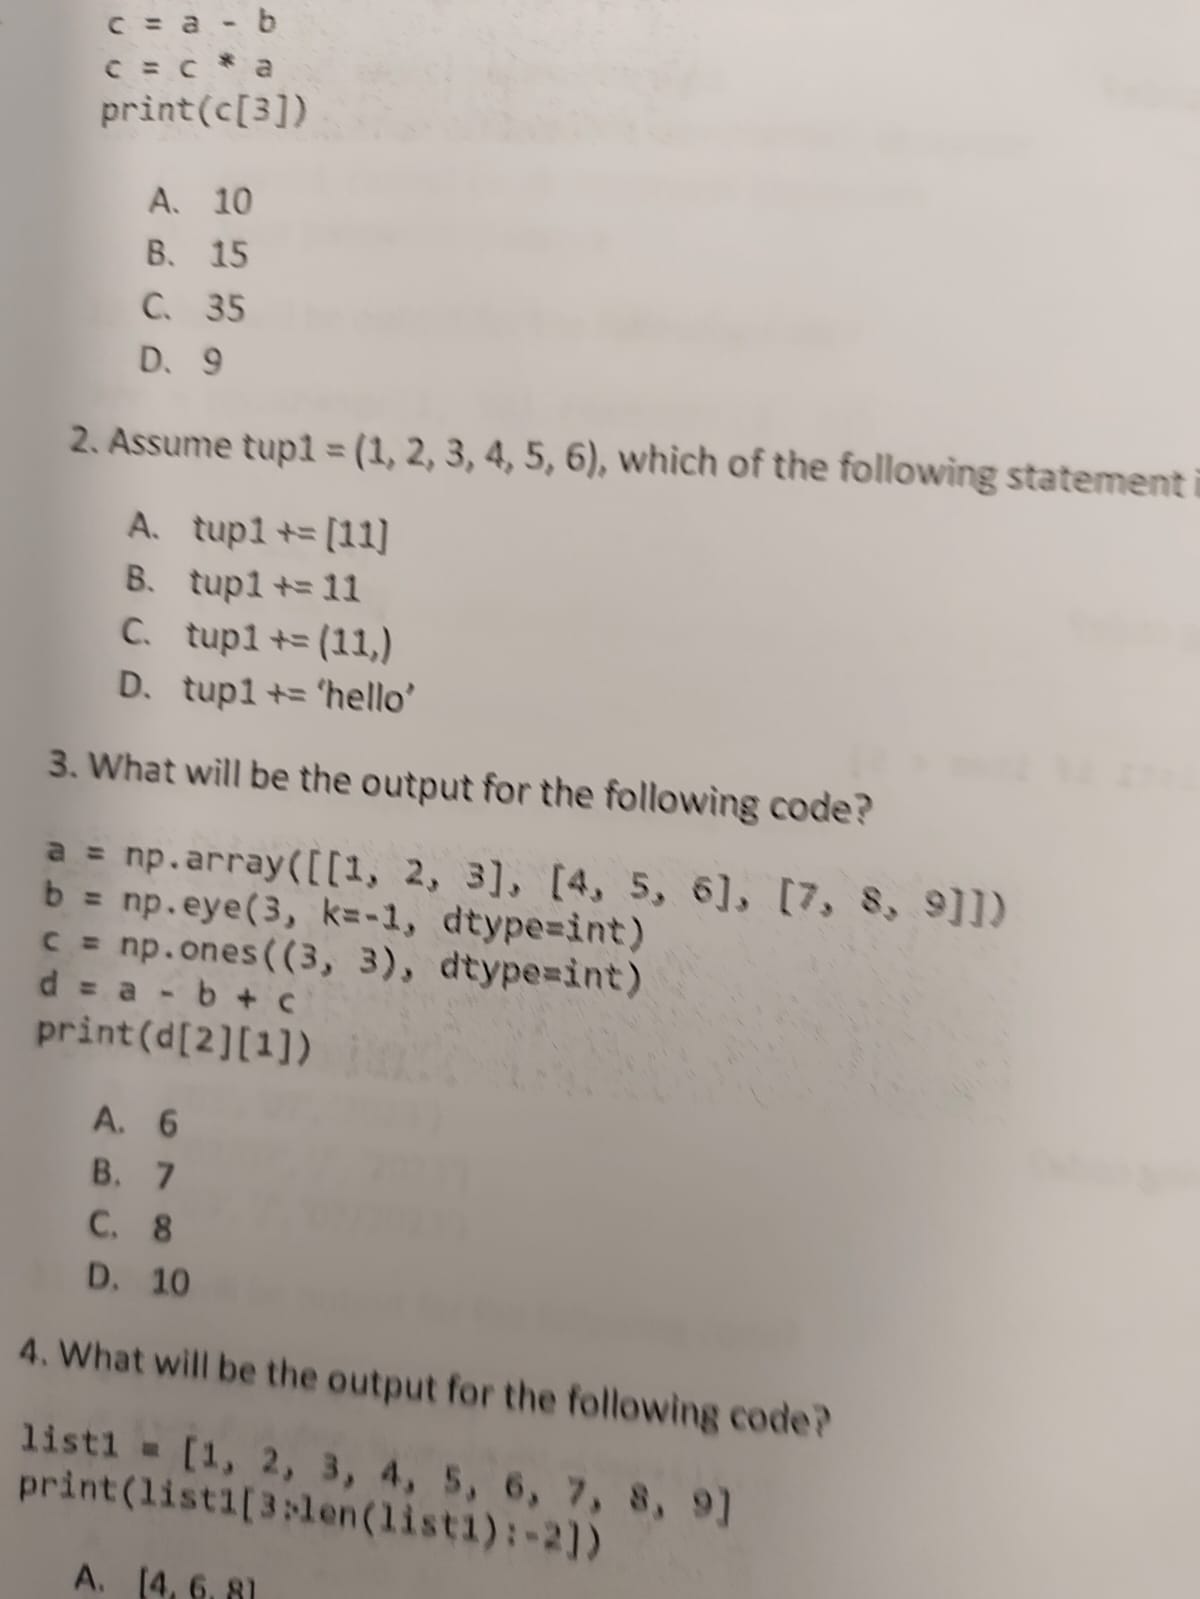 c = a - b
c = c * a
print(c[3])
A. 10
B. 15
C. 35
D. 9
2. Assume tup1 = (1, 2, 3, 4, 5, 6), which of the following statement
A. tup1 += [11]
B. tup1 += 11
C. tup1 += (11,)
D. tup1 += ‘hello’
3. What will be the output for the following code?
a = np.array([[1, 2, 3], [4, 5, 6], [7, 8, 9]])
b = np.eye(3, k=-1, dtype=int)
c = np.ones((3, 3), dtype=int)
d = a - b + c
print(d[2][1])
A. 6
B. 7
C. 8
D. 10
4. What will be the output for the following code?
list1 = [1, 2, 3, 4, 5, 6, 7, 8, 9]
print(list1[3:len(list1):-2])
A. [4, 6, 8]